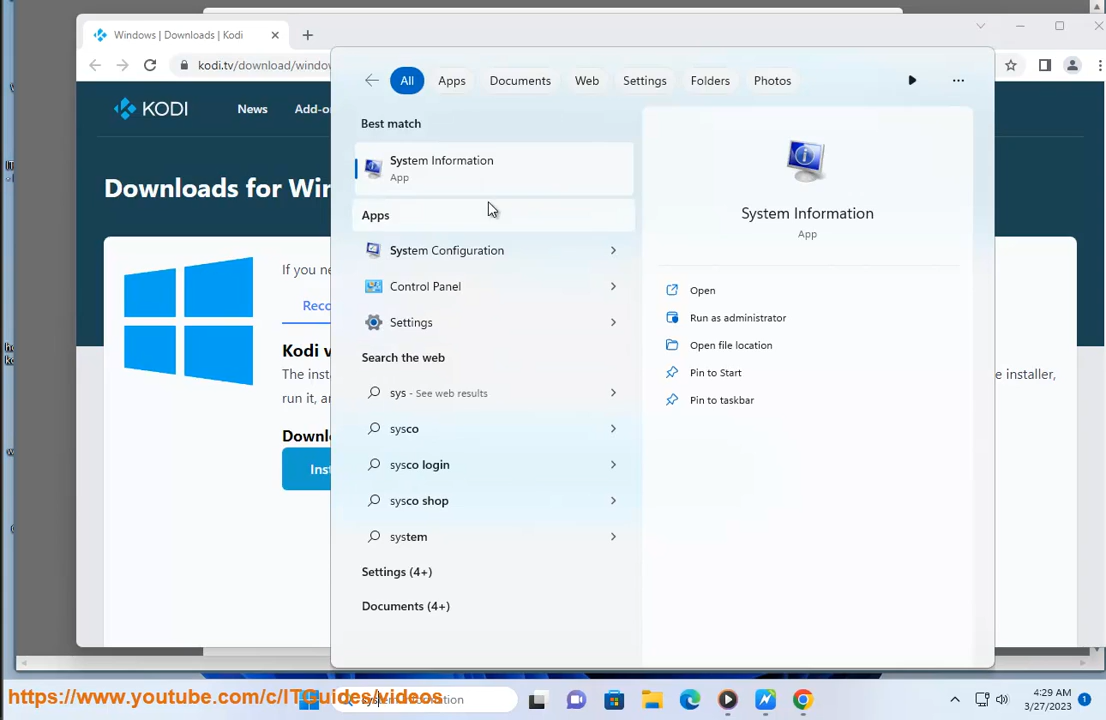 Windows | Downloads | Kodi
kodi.tv/download/windo
KODI
News
Add-o
Downloads for Wi
If you ne
Reco
Kodi v
The inst
run it, a
Downl
Inst
e installer,
All
Apps
Documents
Web
Settings
Folders
Photos
Best match
System Information
App
Apps
System Configuration
Control Panel
Settings
Search the web
sys - See web results
sysco
sysco login
sysco shop
system
Settings (4+)
Documents (4+)
System Information
App
Open
Run as administrator
Open file location
Pin to Start
Pin to taskbar
https://www.youtube.com/c/ITGuides/videos
4:29 AM
3/27/2023
1